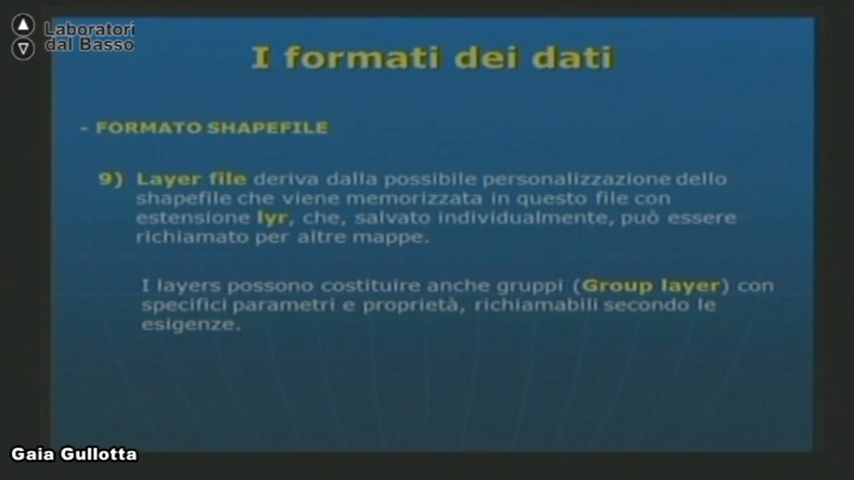 Laboratori
dal Basso
I formati dei dati
- FORMATO SHAPEFILE
9) Layer file deriva dalla possibile personalizzazione dello
shapefile che viene memorizzata in questo file con
estensione lyr, che, salvato individualmente, può essere
richiamato per altre mappe.
I layers possono costituire anche gruppi (Group layer) con
specifici parametri e proprietà, richiamabili secondo le
esigenze.
Gaia Gullotta